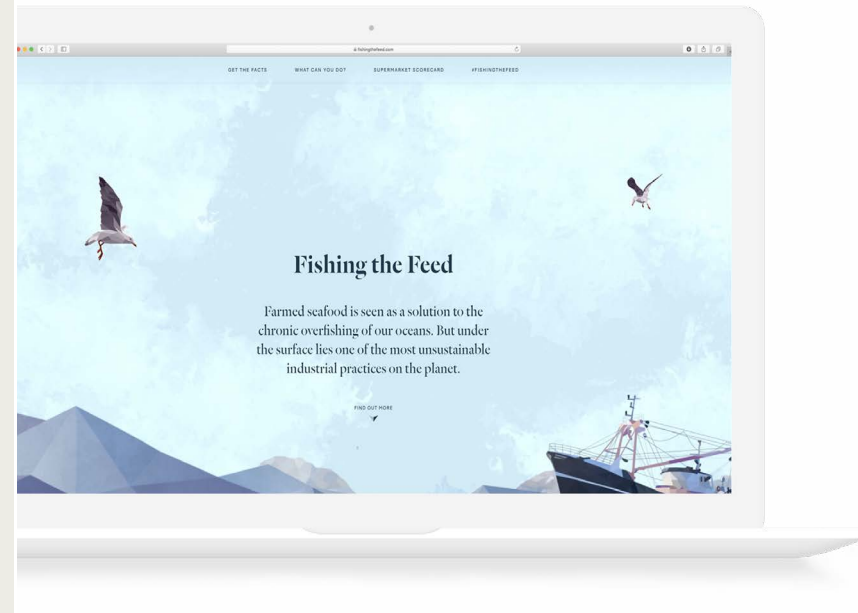 fishingthefeed.com
GET THE FACTS WHAT CAN YOU DO? SUPERMARKET SCORECARD #FISHINGTHEFEED
Fishing the Feed
Farmed seafood is seen as a solution to the
chronic overfishing of our oceans. But under
the surface lies one of the most unsustainable
industrial practices on the planet.
FIND OUT MORE